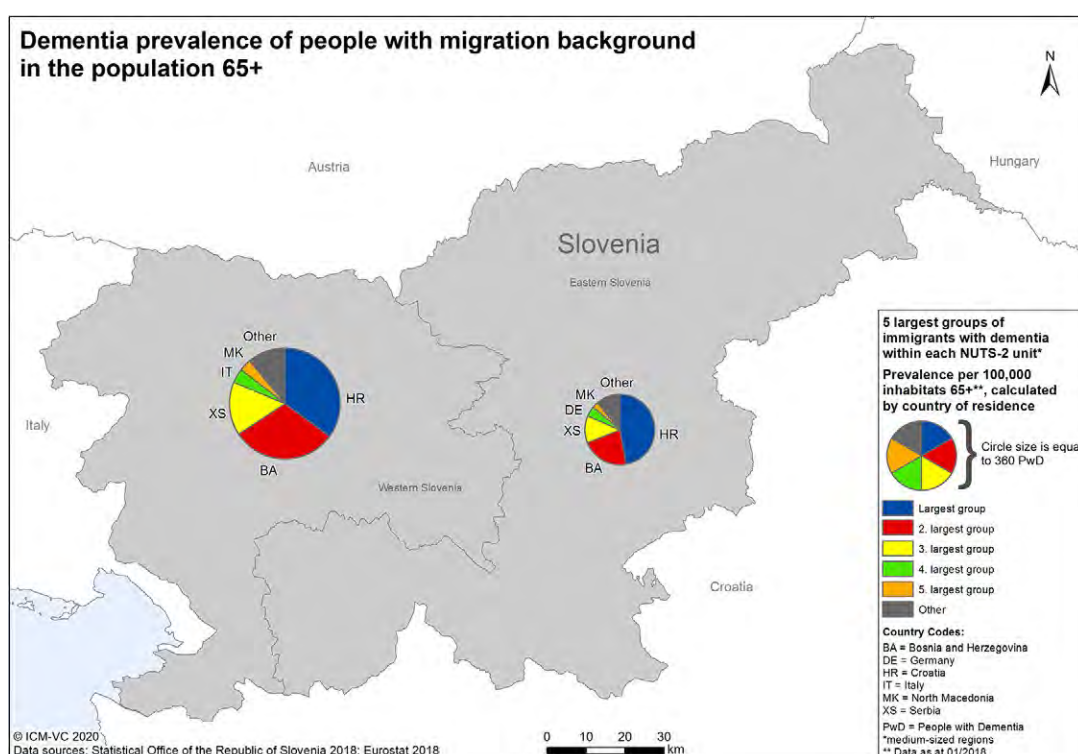 Dementia prevalence of people with migration background
in the population 65+
N
Austria
Hungary
Slovenia
Eastern Slovenia
Other
MK
IT
XS
HR
BA
Other
MK
DE
XS
HR
BA
Italy
Western Slovenia
Croatia
5 largest groups of
immigrants with dementia
within each NUTS-2 unit*
Prevalence per 100,000
inhabitats 65+**, calculated
by country of residence
Circle size is equa
to 360 PwD
Largest group
2. largest group
3. largest group
4. largest group
5. largest group
Other
Country Codes:
BA = Bosnia and Herzegovina
DE = Germany
HR = Croatia
IT = Italy
MK = North Macedonia
XS = Serbia
PwD = People with Dementia
*medium-sized regions
** Data as at 01/2018
© ICM-VC 2020
Data sources: Statistical Office of the Republic of Slovenia 2018; Eurostat 2018
0 10 20 30
km